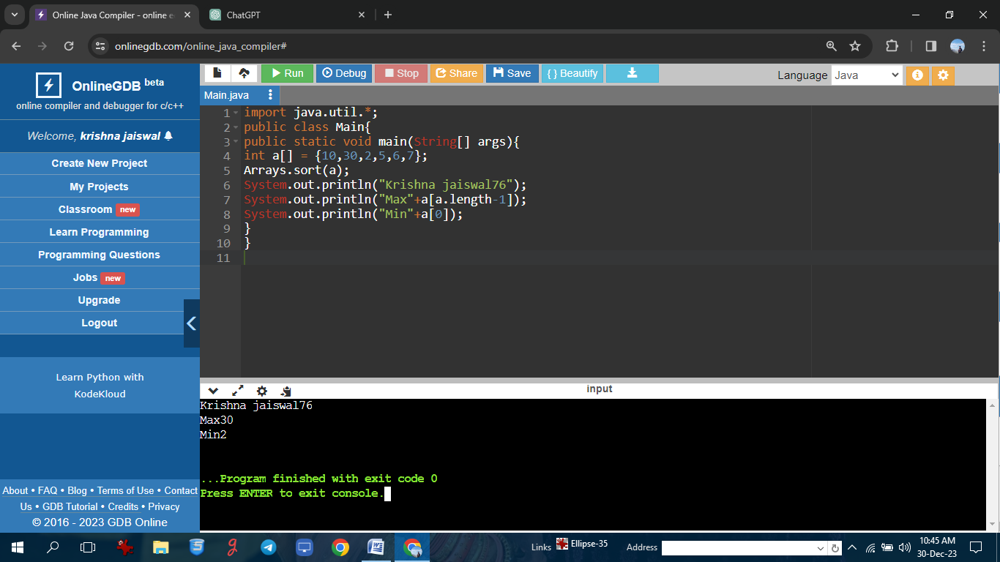 Online Java Compiler - online e
ChatGPT
onlinegdb.com/online_java_compiler#
OnlineGDB beta
online compiler and debugger for c/c++
Welcome, krishna jaiswal
Create New Project
My Projects
Classroom new
Learn Programming
Programming Questions
Jobs new
Upgrade
Logout
Learn Python with
KodeKloud
About • FAQ • Blog • Terms of Use • Contact
Us • GDB Tutorial • Credits • Privacy
© 2016 - 2023 GDB Online
Run Debug Stop Share Save { } Beautify
Language Java
Main.java
1 import java.util.*;
2 public class Main{
3 public static void main(String[] args){
4 int a[] = {10,30,2,5,6,7};
5 Arrays.sort(a);
6 System.out.println("Krishna jaiswal76");
7 System.out.println("Max"+a[a.length-1]);
8 System.out.println("Min"+a[0]);
9 }
10 }
11
input
Krishna jaiswal76
Max30
Min2
...Program finished with exit code 0
Press ENTER to exit console.
Links Ellipse-35 Address
10:45 AM
30-Dec-23